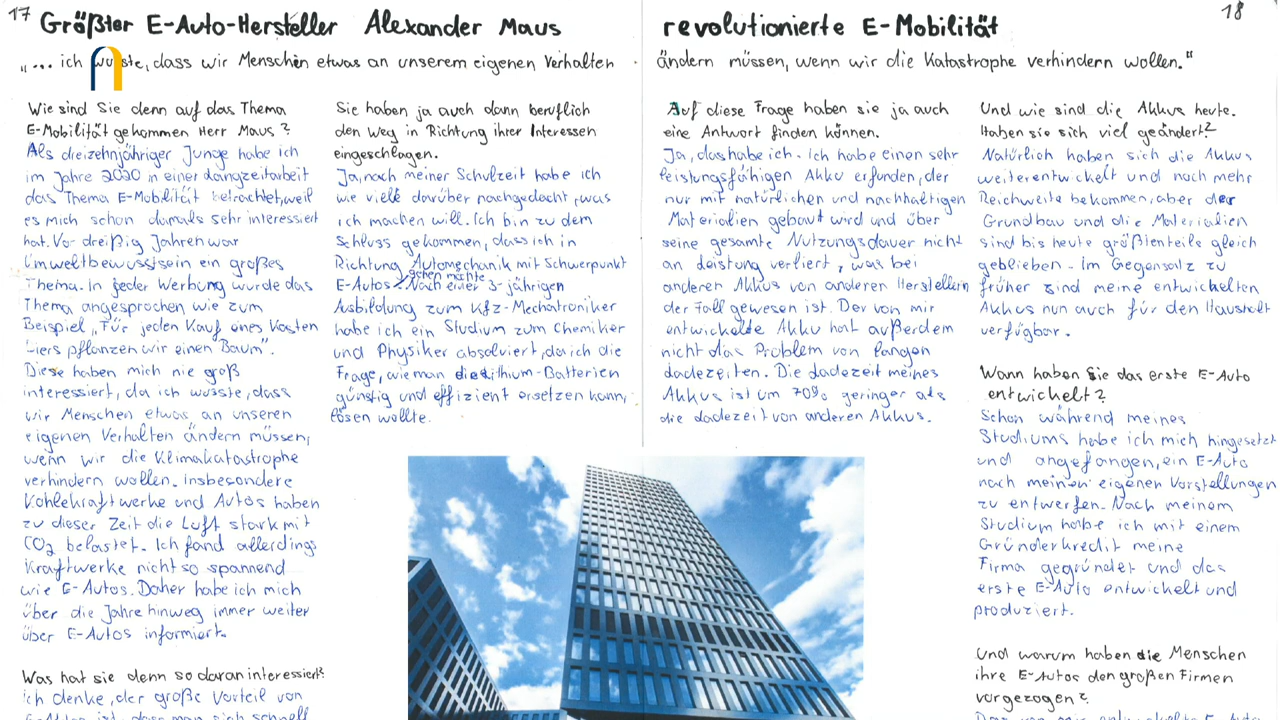 17
Größter E-Auto-Hersteller Alexander Maus revolutionierte E-Mobilität
18
"... ich wusste, dass wir Menschen etwas an unserem eigenen Verhalten ändern müssen, wenn wir die Katastrophe verhindern wollen."
Wie sind Sie denn auf das Thema
E-Mobilität gekommen Herr Maus?
Als dreizehnjähriger Junge habe ich
im Jahre 2020 in einer Langzeitarbeit
das Thema E-Mobilität betrachtet, weil
es mich schon damals sehr interessiert
hat. Vor dreißig Jahren war
Umweltbewusstsein ein großes
Thema. In jeder Werbung wurde das
Thema angesprochen wie zum
Beispiel „Für jeden Kauf eines Kasten
Biers pflanzen wir einen Baum".
Diese haben mich nie groß
interessiert, da ich wusste, dass
wir Menschen etwas an unseren
eigenen Verhalten ändern müssen,
wenn wir die Klimakatastrophe
verhindern wollen. Insbesondere
Kohlekraftwerke und Autos haben
zu dieser Zeit die Luft stark mit
CO2 belastet. Ich fand allerdings
Kraftwerke nicht so spannend
wie E-Autos. Daher habe ich mich
über die Jahre hinweg immer weiter
über E-Autos informiert.
Was hat sie denn so daran interessiert?
Ich denke, der große Vorteil von
E-Autos ist, dass man sich schnell
Sie haben ja auch dann beruflich
den Weg in Richtung ihrer Interessen
eingeschlagen.
Ja, nach meiner Schulzeit habe ich
wie viele darüber nachgedacht, was
ich machen will. Ich bin zu dem
Schluss gekommen, dass ich in
Richtung Automechanik mit Schwerpunkt
E-Autos gehen möchte. Nach einer 3-jährigen
Ausbildung zum Kfz-Mechatroniker
habe ich ein Studium zum Chemiker
und Physiker absolviert, da ich die
Frage, wie man die Lithium-Batterien
günstig und effizient ersetzen kann,
lösen wollte.
Auf diese Frage haben sie ja auch
eine Antwort finden können.
Ja, das habe ich. Ich habe einen sehr
leistungsfähigen Akku erfunden, der
nur mit natürlichen und nachhaltigen
Materialien gebaut wird und über
seine gesamte Nutzungsdauer nicht
an Leistung verliert, was bei
anderen Akkus von anderen Herstellern
der Fall gewesen ist. Der von mir
entwickelde Akku hat außerdem
nicht das Problem von langen
Ladezeiten. Die Ladezeit meines
Akkus ist um 70% geringer als
die Ladezeit von anderen Akkus.
Und wie sind die Akkus heute.
Haben sie sich viel geändert?
Natürlich haben sich die Akkus
weiterentwickelt und noch mehr
Reichweite bekommen, aber der
Grundbau und die Materialien
sind bis heute größtenteils gleich
geblieben. Im Gegensatz zu
früher sind meine entwickelten
Akkus nun auch für den Haushalt
verfügbar.
Wann haben Sie das erste E-Auto
entwickelt?
Schon während meines
Studiums habe ich mich hingesetzt
und angefangen, ein E-Auto
nach meinen eigenen Vorstellungen
zu entwerfen. Nach meinem
Studium habe ich mit einem
Gründerkredit meine
Firma gegründet und das
erste E-Auto entwickelt und
produziert.
Und warum haben die Menschen
ihre E-Autos den großen Firmen
vorgezogen?